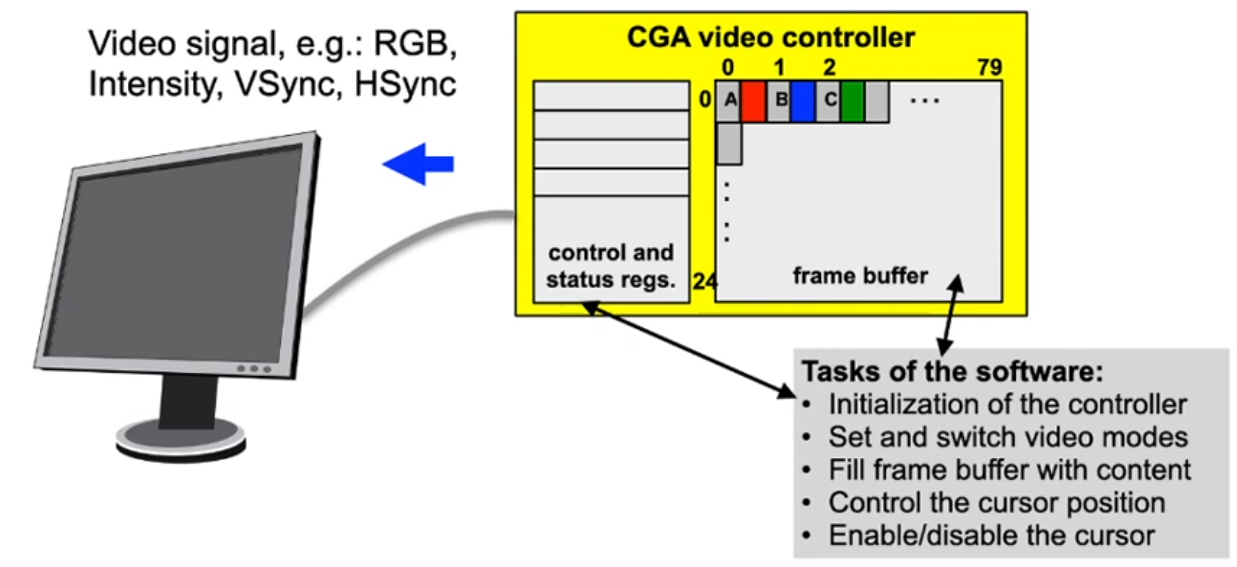 Video signal, e.g.: RGB,
Intensity, VSync, HSync
CGA video controller
0 1 2 79
0 A B C ...
control and
status regs.
24
frame buffer
Tasks of the software:
• Initialization of the controller
• Set and switch video modes
• Fill frame buffer with content
• Control the cursor position
• Enable/disable the cursor